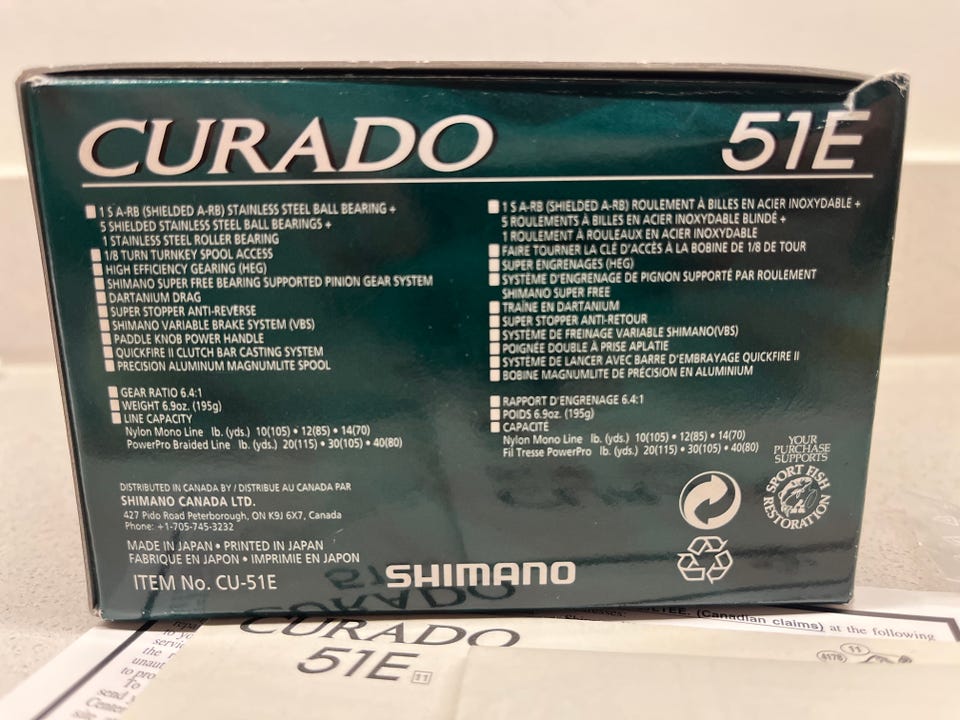 CURADO 51E
1 S A-RB (SHIELDED A-RB) STAINLESS STEEL BALL BEARING +
5 SHIELDED STAINLESS STEEL BALL BEARINGS +
1 STAINLESS STEEL ROLLER BEARING
1/8 TURN TURNKEY SPOOL ACCESS
HIGH EFFICIENCY GEARING (HEG)
SHIMANO SUPER FREE BEARING SUPPORTED PINION GEAR SYSTEM
DARTANIUM DRAG
SUPER STOPPER ANTI-REVERSE
SHIMANO VARIABLE BRAKE SYSTEM (VBS)
PADDLE KNOB POWER HANDLE
QUICKFIRE II CLUTCH BAR CASTING SYSTEM
PRECISION ALUMINUM MAGNUMLITE SPOOL
GEAR RATIO 6.4:1
WEIGHT 6.9oz. (195g)
LINE CAPACITY
Nylon Mono Line lb. (yds.) 10(105) • 12(85) • 14(70)
PowerPro Braided Line lb. (yds.) 20(115) • 30(105) • 40(80)
1 S A-RB (SHIELDED A-RB) ROULEMENT À BILLES EN ACIER INOXYDABLE +
5 ROULEMENTS À BILLES EN ACIER INOXYDABLE BLINDÉ +
1 ROULEMENT À ROULEAUX EN ACIER INOXYDABLE
FAIRE TOURNER LA CLÉ D'ACCÈS À LA BOBINE DE 1/8 DE TOUR
SUPER ENGRENAGES (HEG)
SYSTÈME D'ENGRENAGE DE PIGNON SUPPORTÉ PAR ROULEMENT
SHIMANO SUPER FREE
TRAÎNE EN DARTANIUM
SUPER STOPPER ANTI-RETOUR
SYSTÈME DE FREINAGE VARIABLE SHIMANO(VBS)
POIGNÉE DOUBLE À PRISE APLATIE
SYSTÈME DE LANCER AVEC BARRE D'EMBRAYAGE QUICKFIRE II
BOBINE MAGNUMLITE DE PRÉCISION EN ALUMINIUM
RAPPORT D'ENGRENAGE 6.4:1
POIDS 6.9oz. (195g)
CAPACITÉ
Nylon Mono Line lb. (yds.) 10(105) • 12(85) • 14(70)
Fil Tresse PowerPro lb. (yds.) 20(115) • 30(105) • 40(80)
YOUR
PURCHASE
SUPPORTS
SPORT FISH
RESTORATION
DISTRIBUTED IN CANADA BY / DISTRIBUE AU CANADA PAR
SHIMANO CANADA LTD.
427 Pido Road Peterborough, ON K9J 6X7, Canada
Phone: +1-705-745-3232
MADE IN JAPAN • PRINTED IN JAPAN
FABRIQUE EN JAPON • IMPRIMIE EN JAPON
ITEM No. CU-51E
SHIMANO
(Canadian claims) at the following
CURADO
51E
11
4178